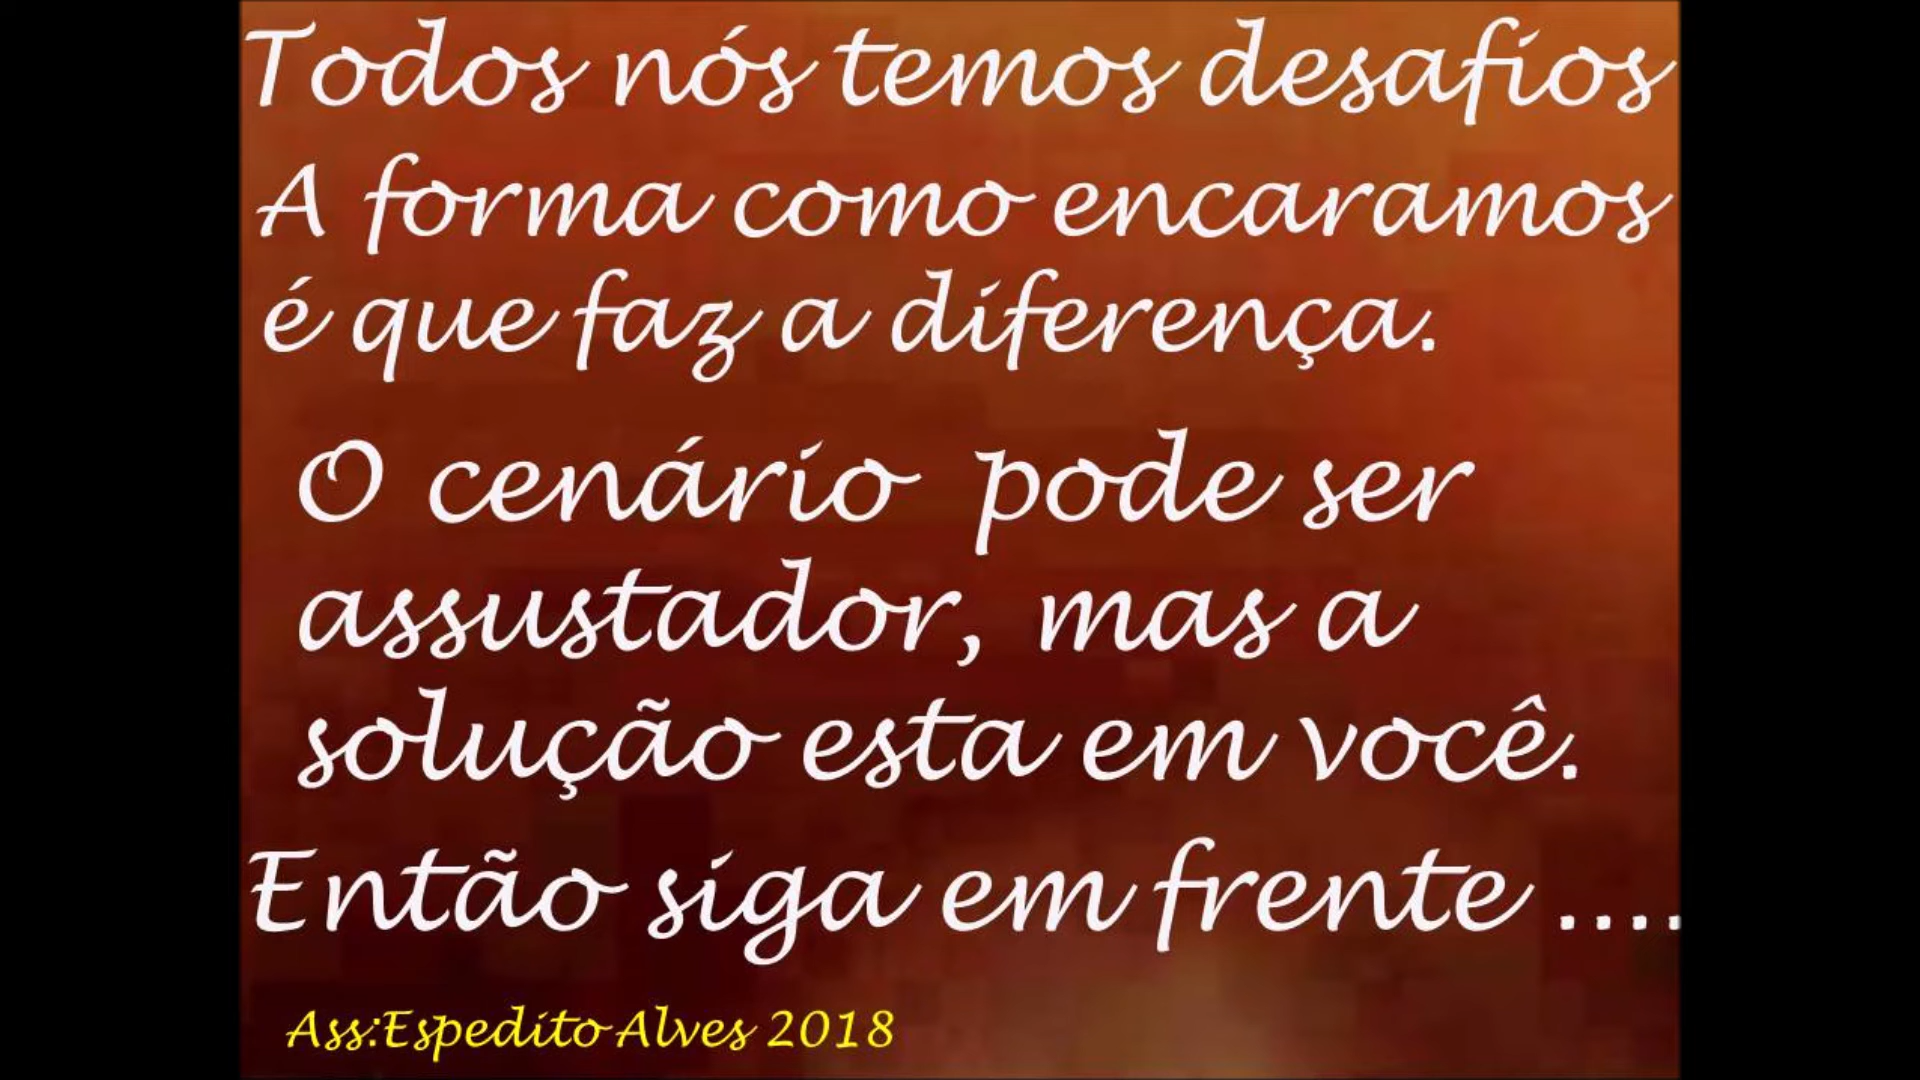 Todos nós temos desafios
A forma como encaramos
é que faz a diferença.
O cenário pode ser
assustador, mas a
solução esta em você.
Então siga em frente ....
Ass:Espedito Alves 2018